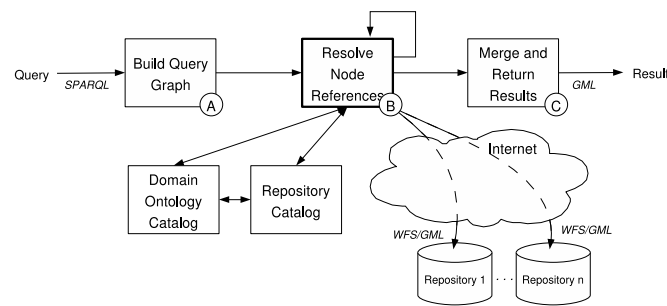 Query
SPARQL
Build Query
Graph
A
Resolve
Node
References
B
Merge and
Return
Results
C
GML
Result
Domain
Ontology
Catalog
Repository
Catalog
Internet
WFS/GML
WFS/GML
Repository 1
. . . .
Repository n